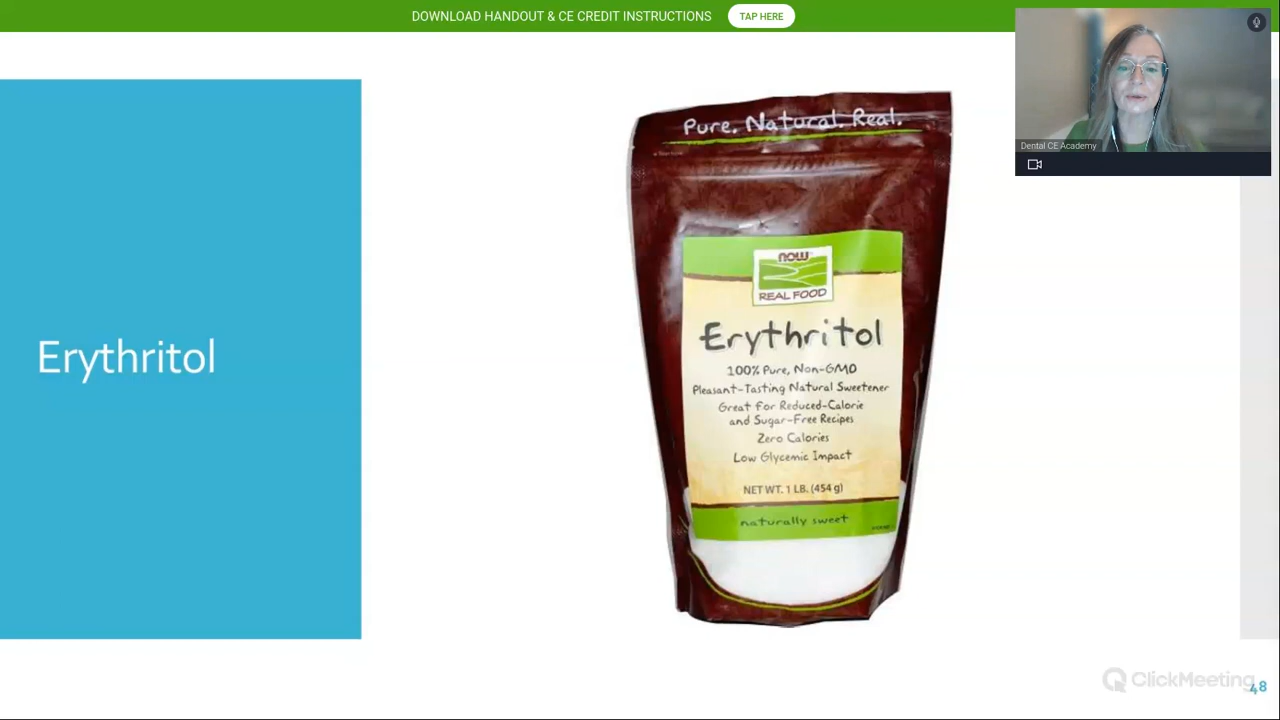 DOWNLOAD HANDOUT & CE CREDIT INSTRUCTIONS
TAP HERE
Dental CE Academy
Erythritol
Pure. Natural. Real.
NOW
REAL FOOD
Erythritol
100% Pure, Non-GMO
Pleasant-Tasting Natural Sweetener
Great For Reduced-Calorie
and Sugar-Free Recipes
Zero Calories
Low Glycemic Impact
NET WT. 1 LB. (454 g)
naturally sweet
ClickMeeting
48